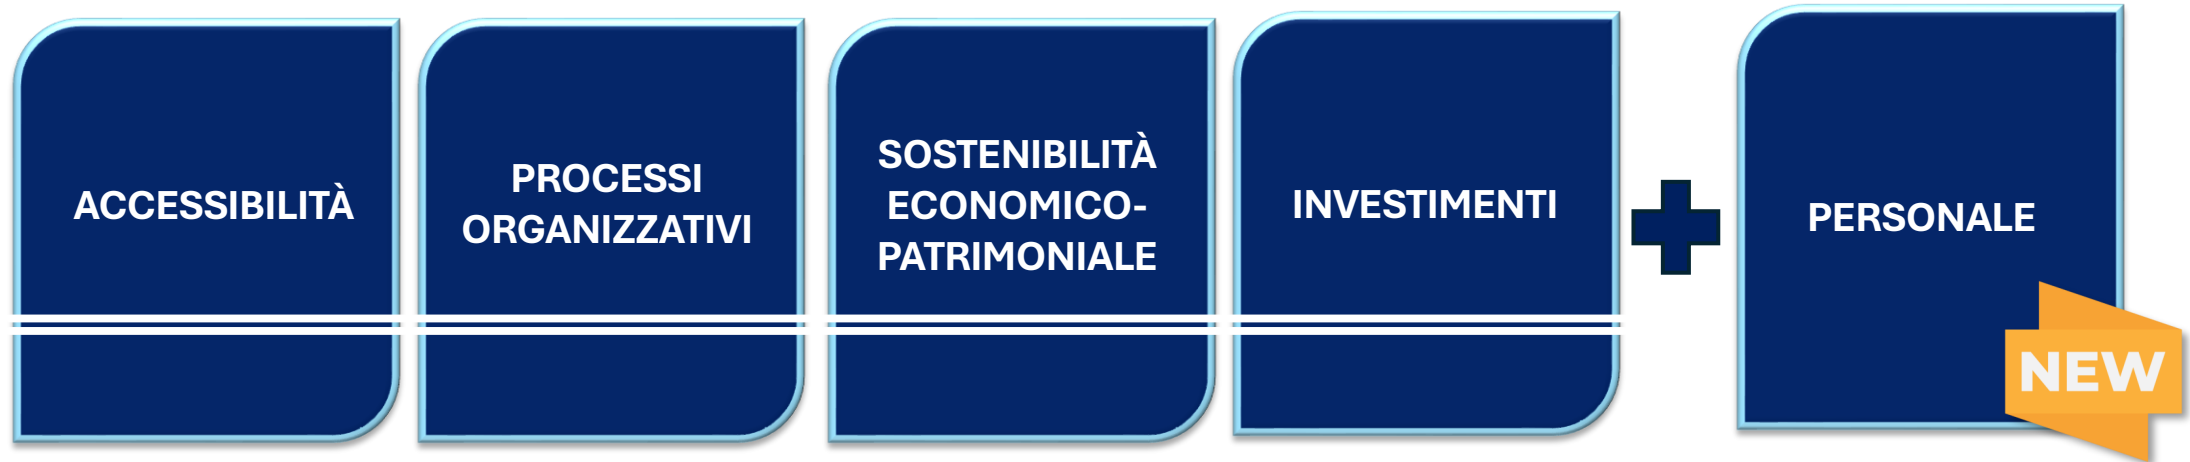 ACCESSIBILITÀ
PROCESSI
ORGANIZZATIVI
SOSTENIBILITÀ
ECONOMICO-
PATRIMONIALE
INVESTIMENTI
PERSONALE
NEW